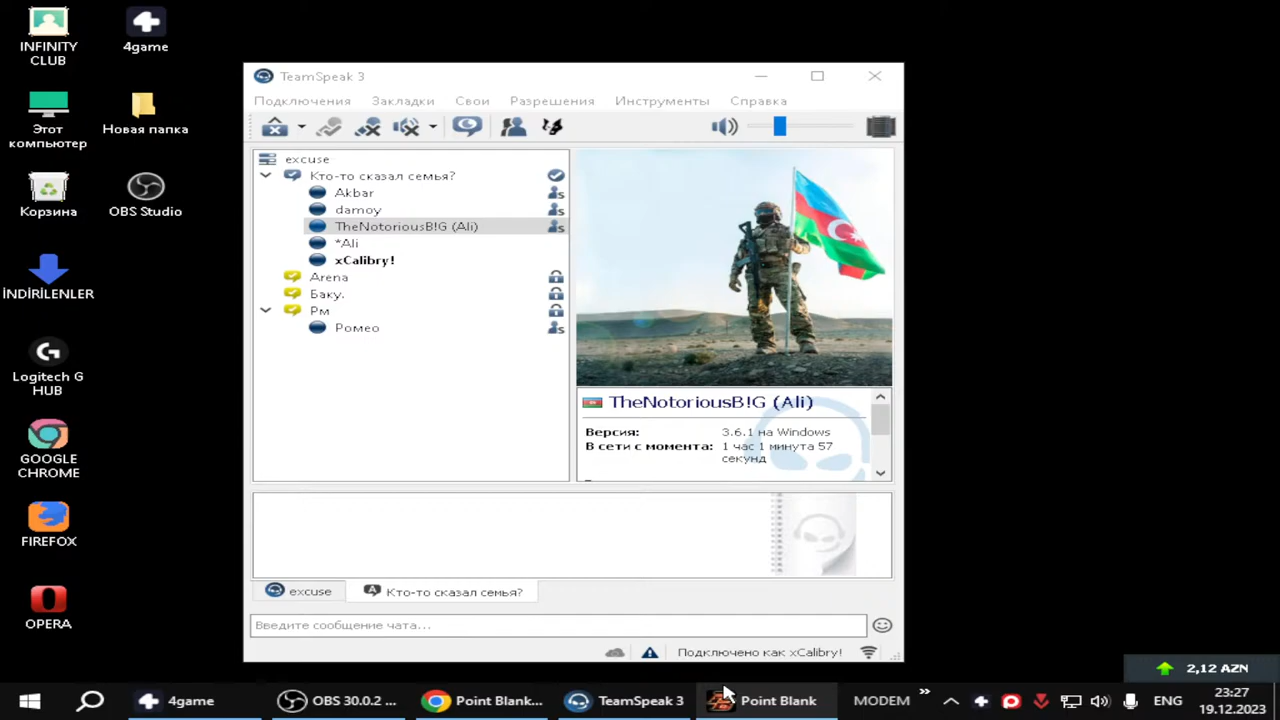 INFINITY CLUB
4game
Этот компьютер
Новая папка
Корзина
OBS Studio
İNDİRİLENLER
Logitech G HUB
GOOGLE CHROME
FIREFOX
OPERA
TeamSpeak 3
Подключения Закладки Свои Разрешения Инструменты Справка
excuse
Кто-то сказал семья?
Akbar
damoy
TheNotoriousB!G (Ali)
*Ali
xCalibry!
Arena
Баку.
Рм
Ромео
TheNotoriousB!G (Ali)
Версия: 3.6.1 на Windows
В сети с момента: 1 час 1 минута 57
секунд
excuse Кто-то сказал семья?
Введите сообщение чата...
Подключено как xCalibry!
2,12 AZN
4game OBS 30.0.2 ... Point Blank... TeamSpeak 3 Point Blank MODEM ENG 23:27
19.12.2023